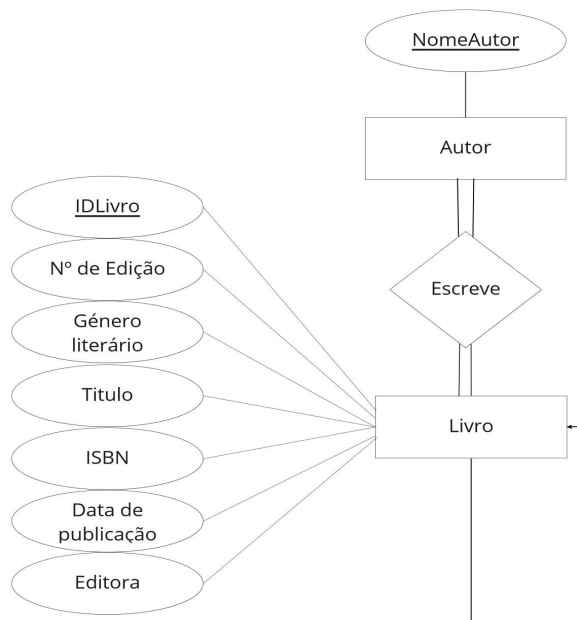 NomeAutor
Autor
IDLivro
Nº de Edição
Escreve
Género
literário
Titulo
Livro
ISBN
Data de
publicação
Editora